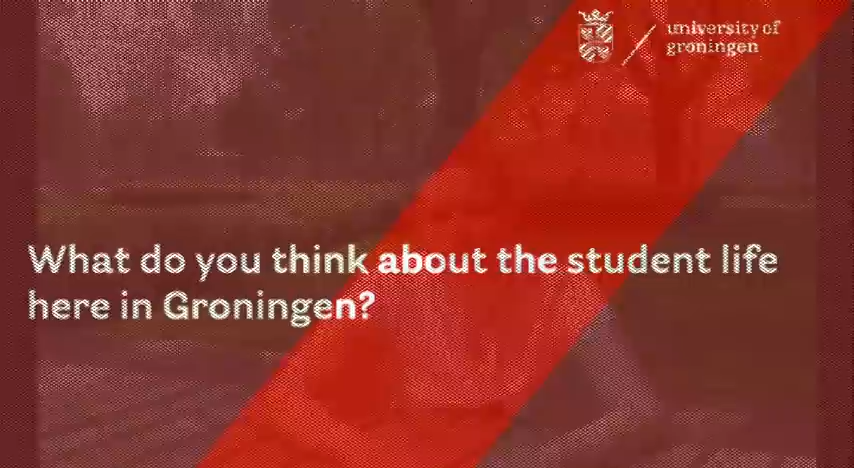 university of
groningen
What do you think about the student life
here in Groningen?